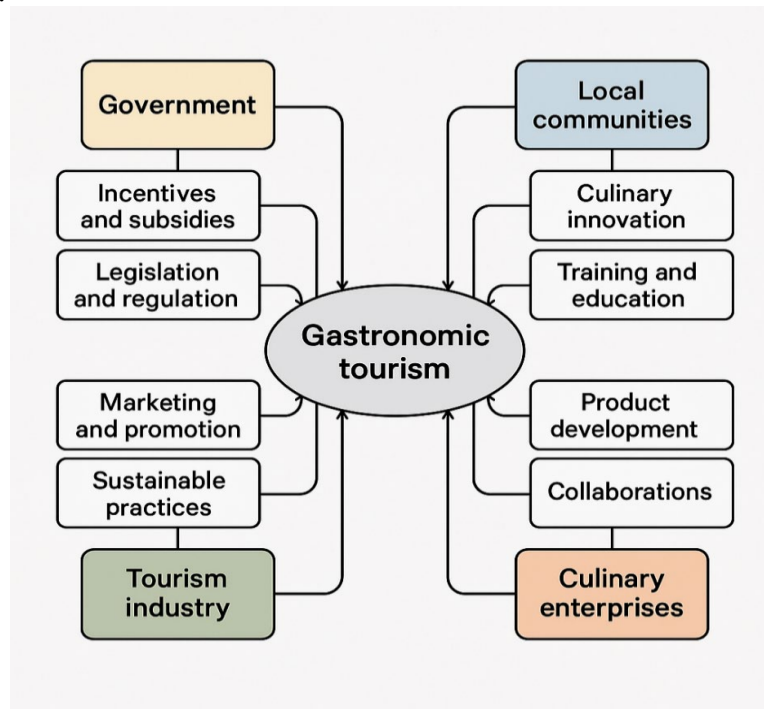 Government
Incentives
and subsidies
Legislation
and regulation
Local
communities
Culinary
innovation
Training and
education
Gastronomic
tourism
Marketing
and promotion
Sustainable
practices
Tourism
industry
Product
development
Collaborations
Culinary
enterprises